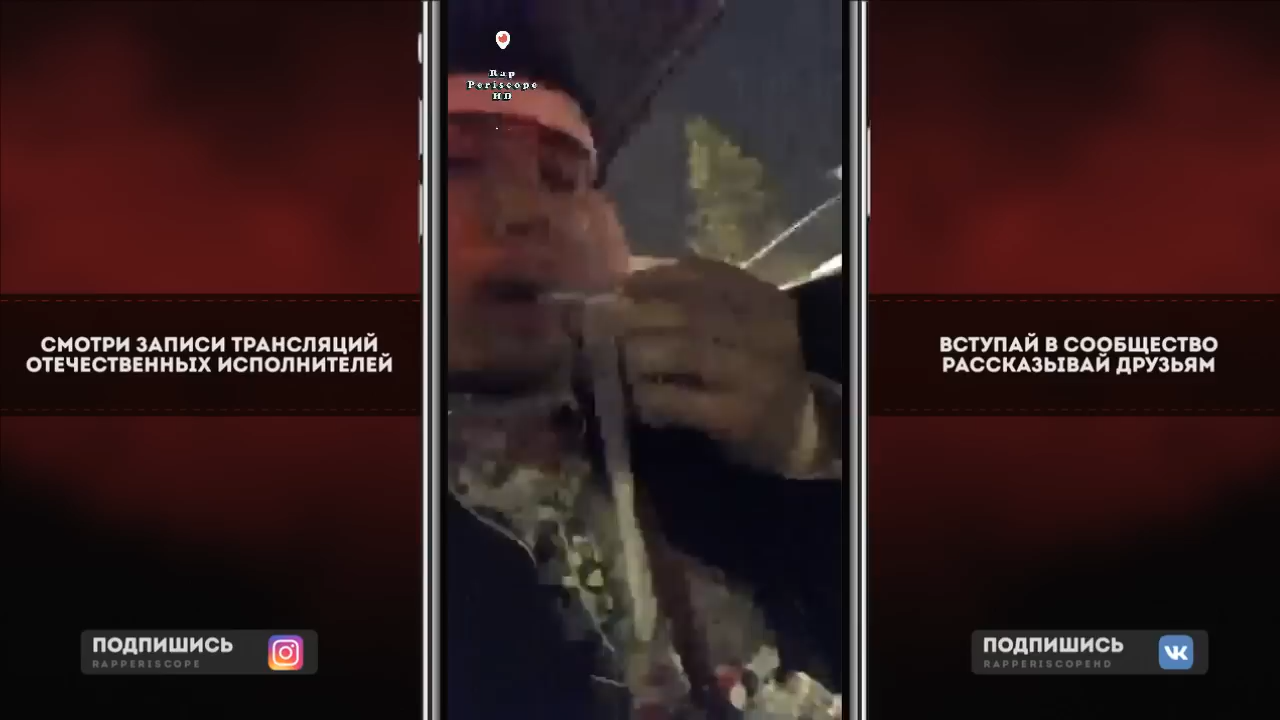 Rap
Periscope
HD
СМОТРИ ЗАПИСИ ТРАНСЛЯЦИЙ
ОТЕЧЕСТВЕННЫХ ИСПОЛНИТЕЛЕЙ
ВСТУПАЙ В СООБЩЕСТВО
РАССКАЗЫВАЙ ДРУЗЬЯМ
ПОДПИШИСЬ
RAPPERISCOPE
ПОДПИШИСЬ
RAPPERISCOPEHD